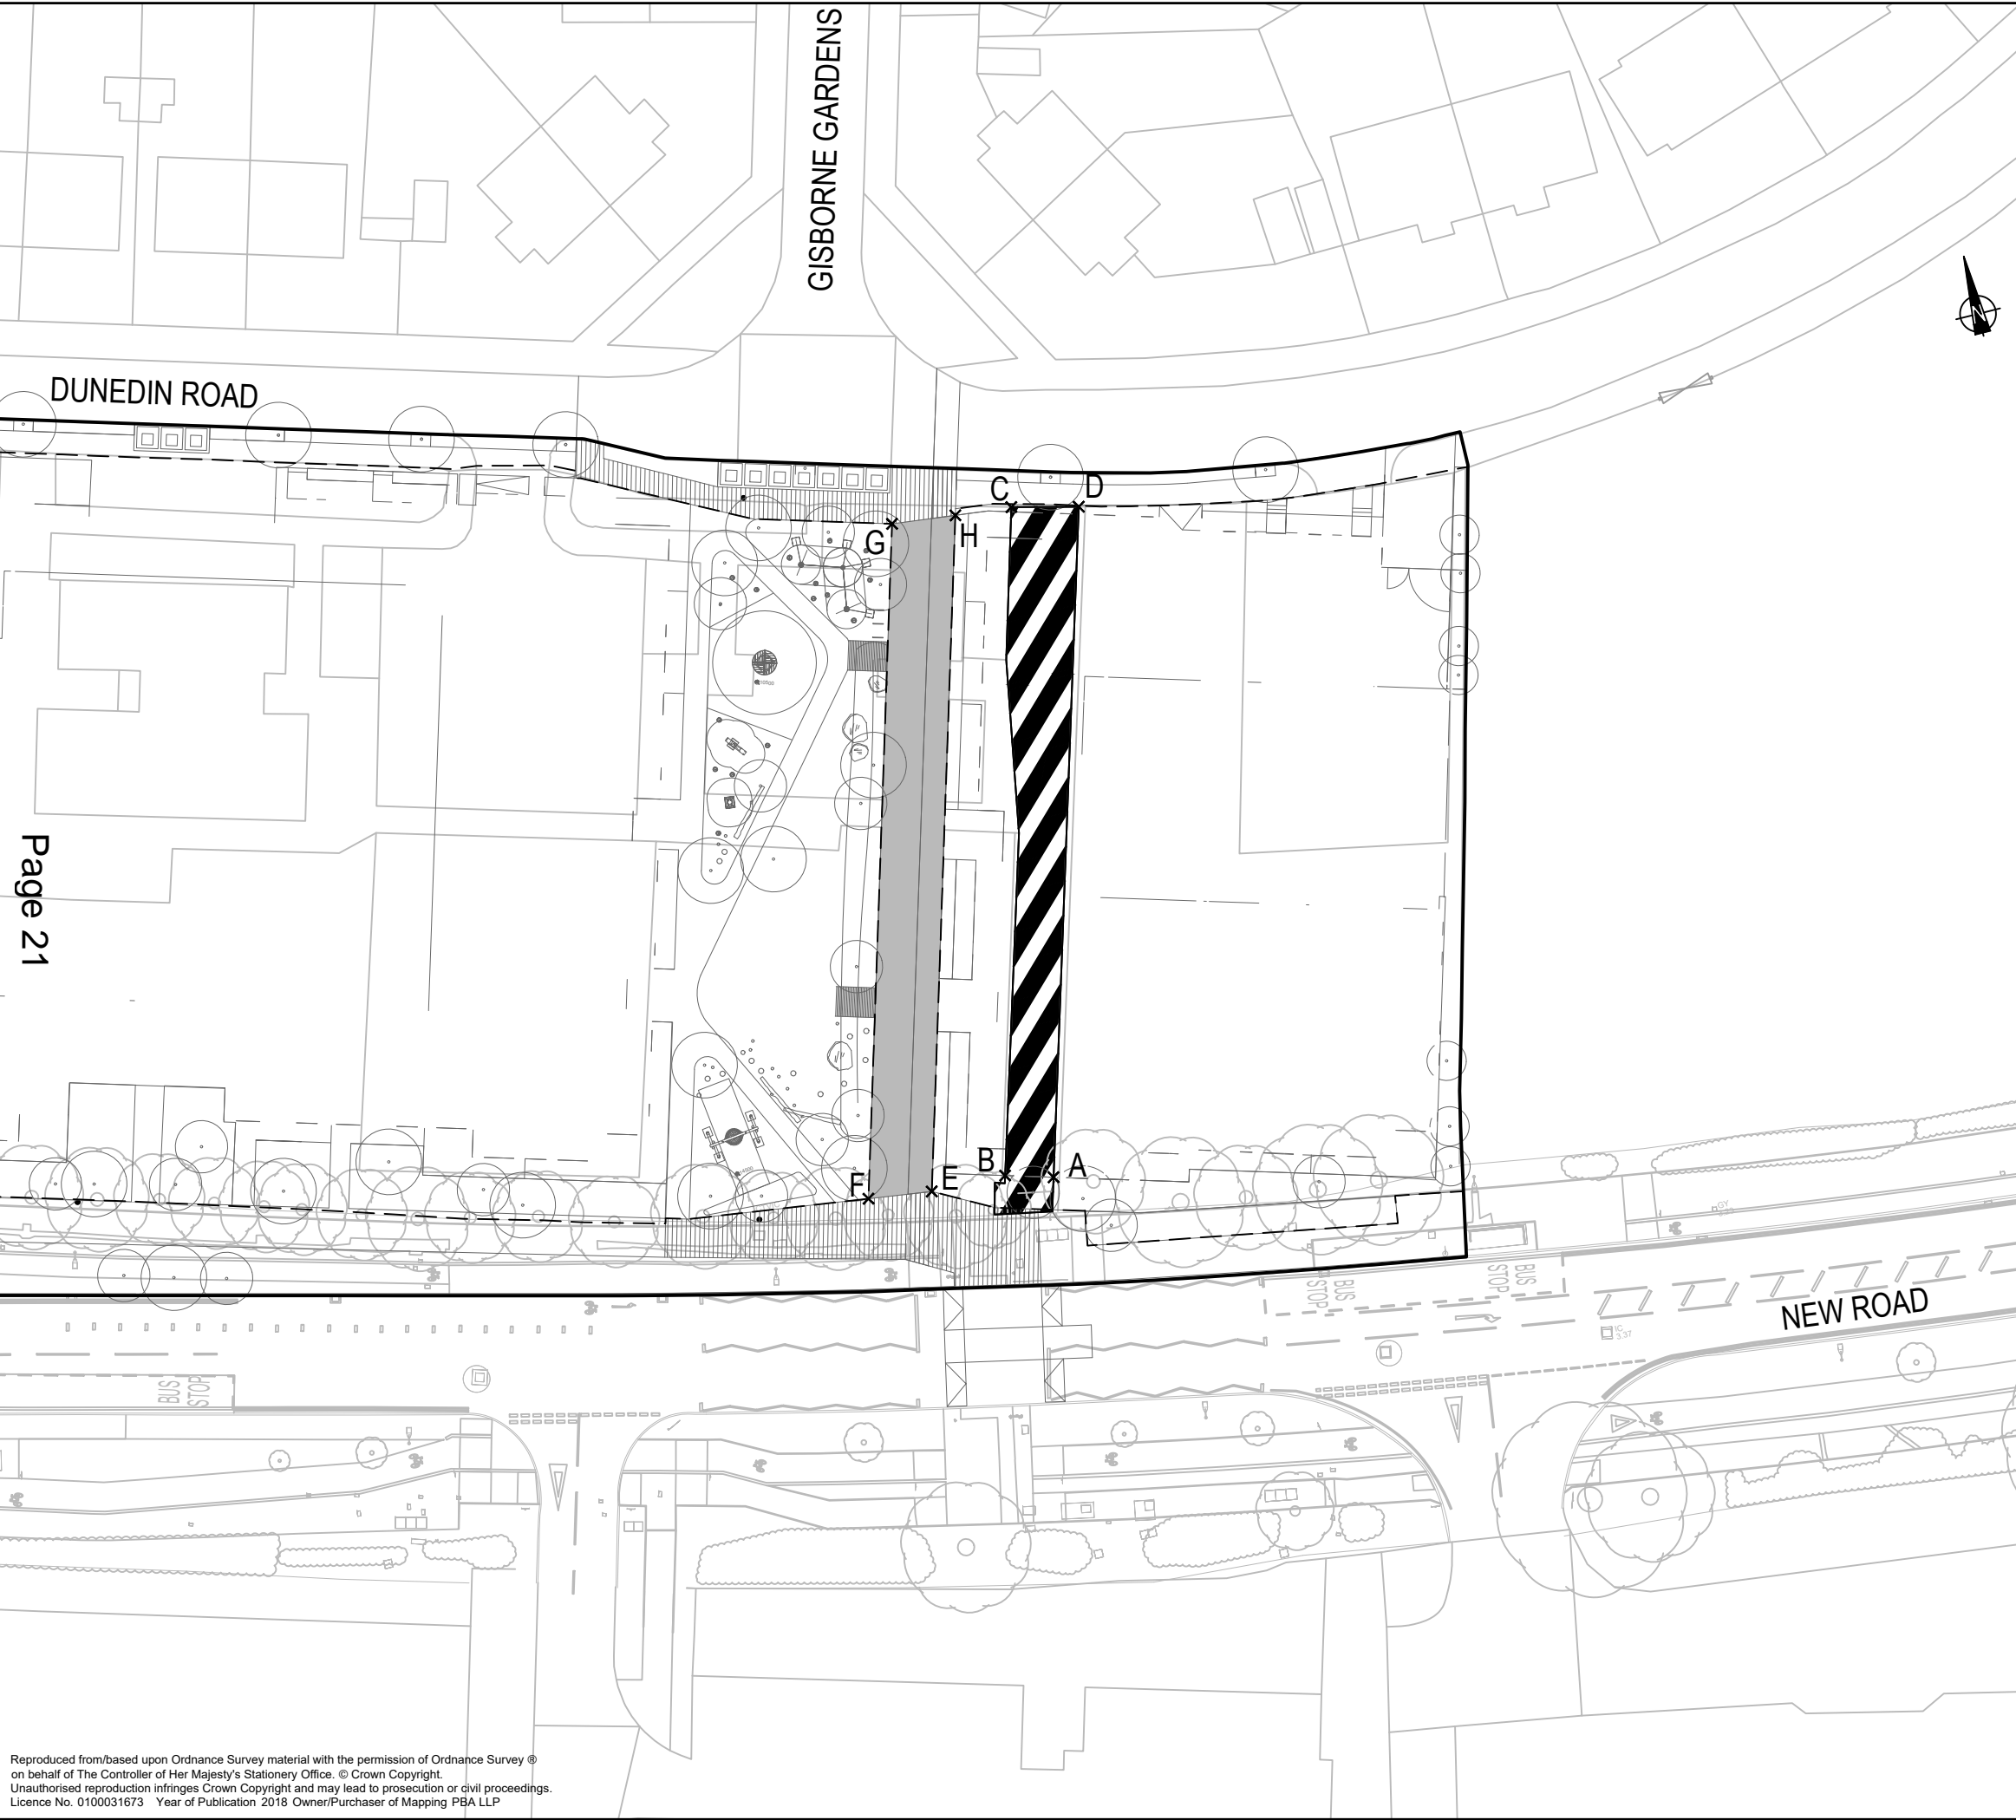 GISBORNE GARDENS
N
DUNEDIN ROAD
C
D
G
H
Page 21
B
A
F
E
BUS
STOP
BUS
STOP
NEW ROAD
IC
3.37
BUS
STOP
Reproduced from/based upon Ordnance Survey material with the permission of Ordnance Survey ®
on behalf of The Controller of Her Majesty's Stationery Office. © Crown Copyright.
Unauthorised reproduction infringes Crown Copyright and may lead to prosecution or civil proceedings.
Licence No. 0100031673 Year of Publication 2018 Owner/Purchaser of Mapping PBA LLP